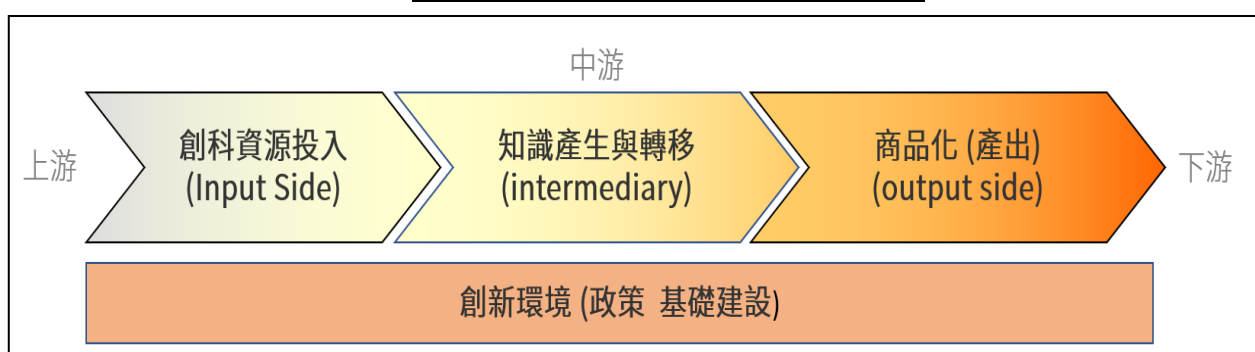 中游
上游
創科資源投入
(Input Side)
知識產生與轉移
(intermediary)
商品化 (產出)
(output side)
下游
創新環境 (政策 基礎建設)